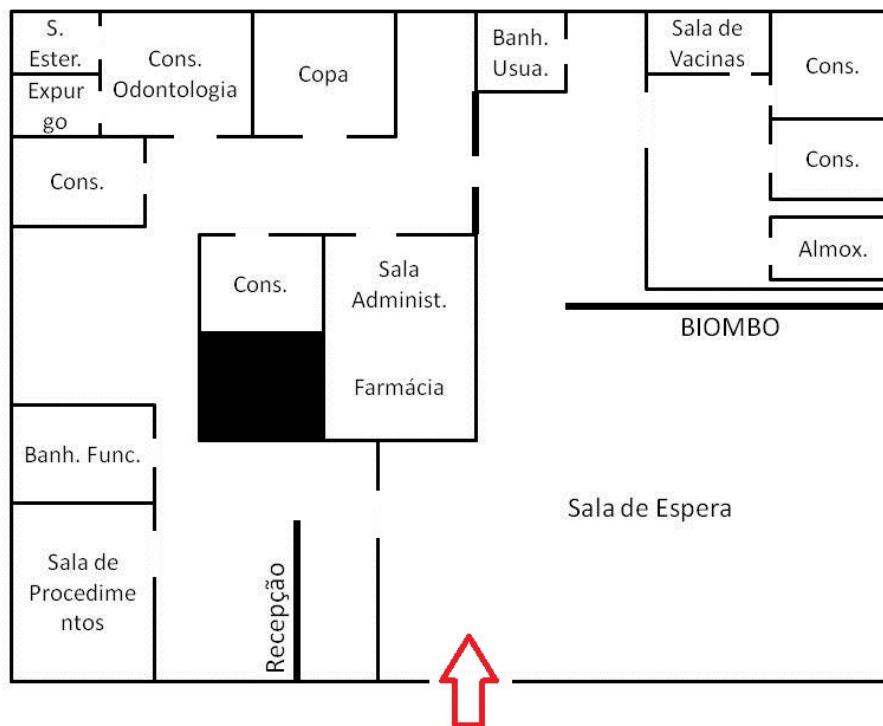 S.
Ester.
Expur
go
Cons.
Odontologia
Copa
Banh.
Usua.
Sala de
Vacinas
Cons.
Cons.
Cons.
Almox.
Cons.
Sala
Administ.
Farmácia
BIOMBO
Banh. Func.
Sala de Espera
Sala de
Procedime
ntos
Recepção